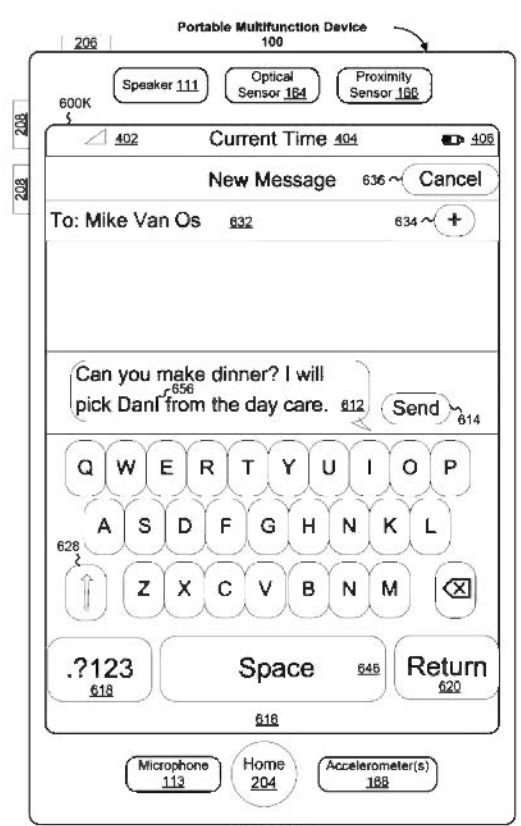 Portable Multifunction Device
206 100
Speaker 111 Optical Sensor 164 Proximity Sensor 166
600K
208
402 Current Time 404 406
New Message 636 Cancel
208
To: Mike Van Os 632 634 +
Can you make dinner? I will
656
pick Dan from the day care. 612 Send 614
Q W E R T Y U I O P
A S D F G H N K L
628
Z X C V B N M
.?123 Space 646 Return
618 620
616
Microphone 113 Home 204 Accelerometer(s) 168